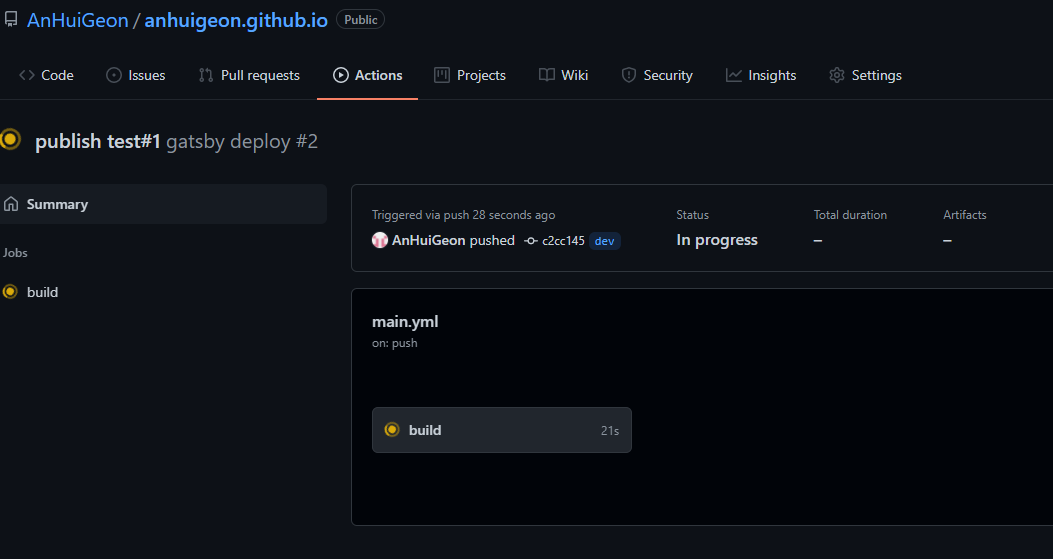 AnHuiGeon / anhuigeon.github.io Public
Code Issues Pull requests Actions Projects Wiki Security Insights Settings
publish test#1 gatsby deploy #2
Summary
Jobs
build
Triggered via push 28 seconds ago
AnHuiGeon pushed c2cc145 dev
Status
In progress
Total duration
–
Artifacts
–
main.yml
on: push
build 21s